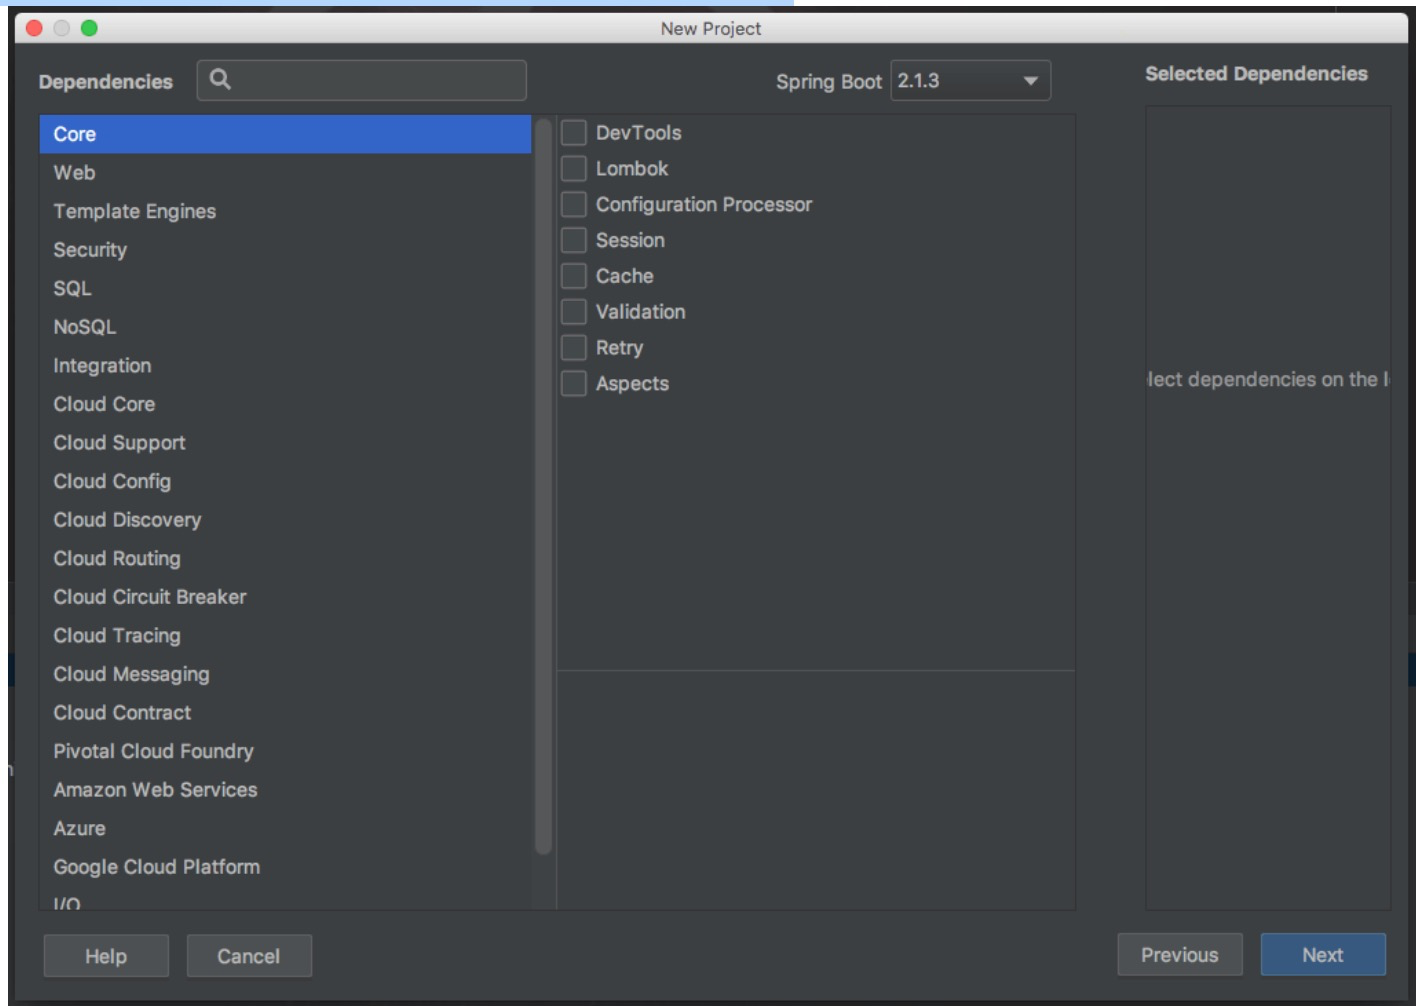 New Project
Dependencies
Spring Boot 2.1.3
Selected Dependencies
Core
Web
Template Engines
Security
SQL
NoSQL
Integration
Cloud Core
Cloud Support
Cloud Config
Cloud Discovery
Cloud Routing
Cloud Circuit Breaker
Cloud Tracing
Cloud Messaging
Cloud Contract
Pivotal Cloud Foundry
Amazon Web Services
Azure
Google Cloud Platform
I/O
DevTools
Lombok
Configuration Processor
Session
Cache
Validation
Retry
Aspects
lect dependencies on the l
Help
Cancel
Previous
Next